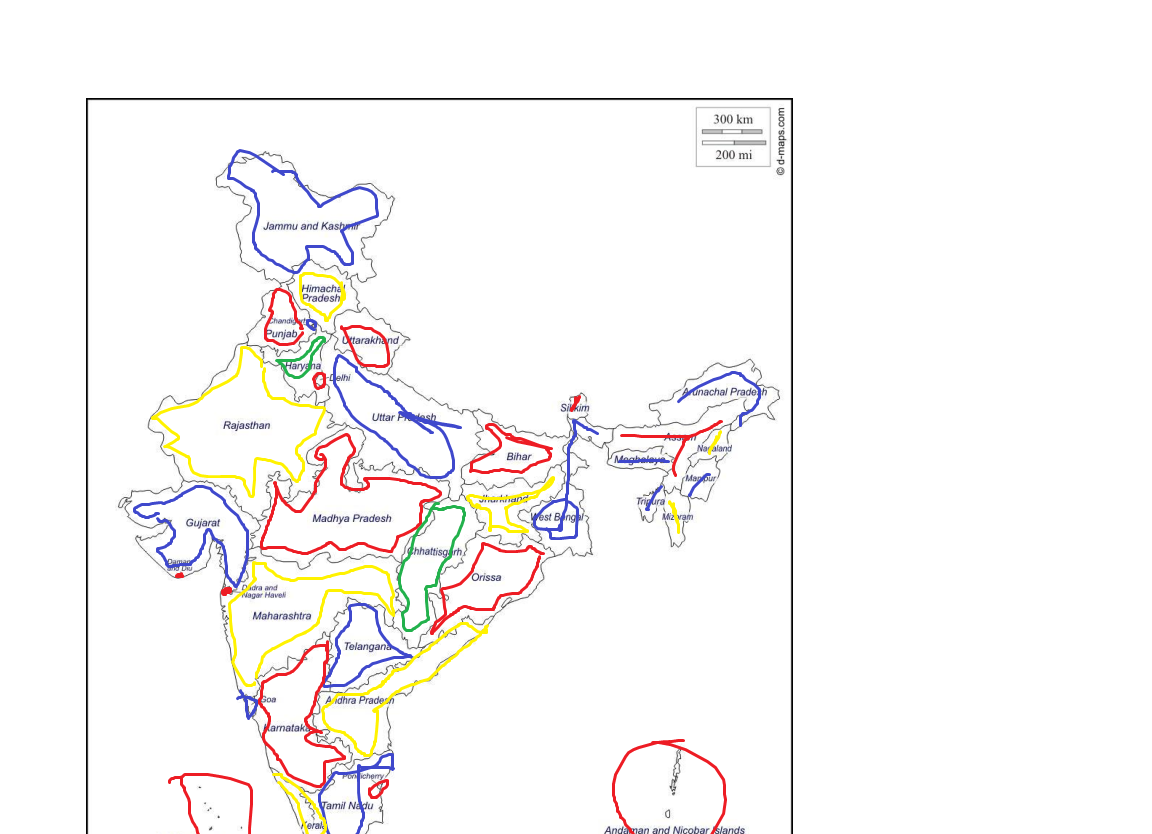 300 km
200 mi
© d-maps.com
Jammu and Kashmir
Himachal
Pradesh
Chandigarh
Punjab
Uttarakhand
Haryana
Delhi
Arunachal Pradesh
Sikkim
Uttar Pradesh
Rajasthan
Assam
Nagaland
Bihar
Meghalaya
Manipur
Jharkhand
Tripura
Mizoram
West Bangal
Gujarat
Madhya Pradesh
Chhattisgarh
Daman
and Diu
Orissa
Dadra and
Nagar Haveli
Maharashtra
Telangana
Goa
Andhra Pradesh
Karnataka
Pondicherry
Tamil Nadu
Kerala
Andaman and Nicobar Islands